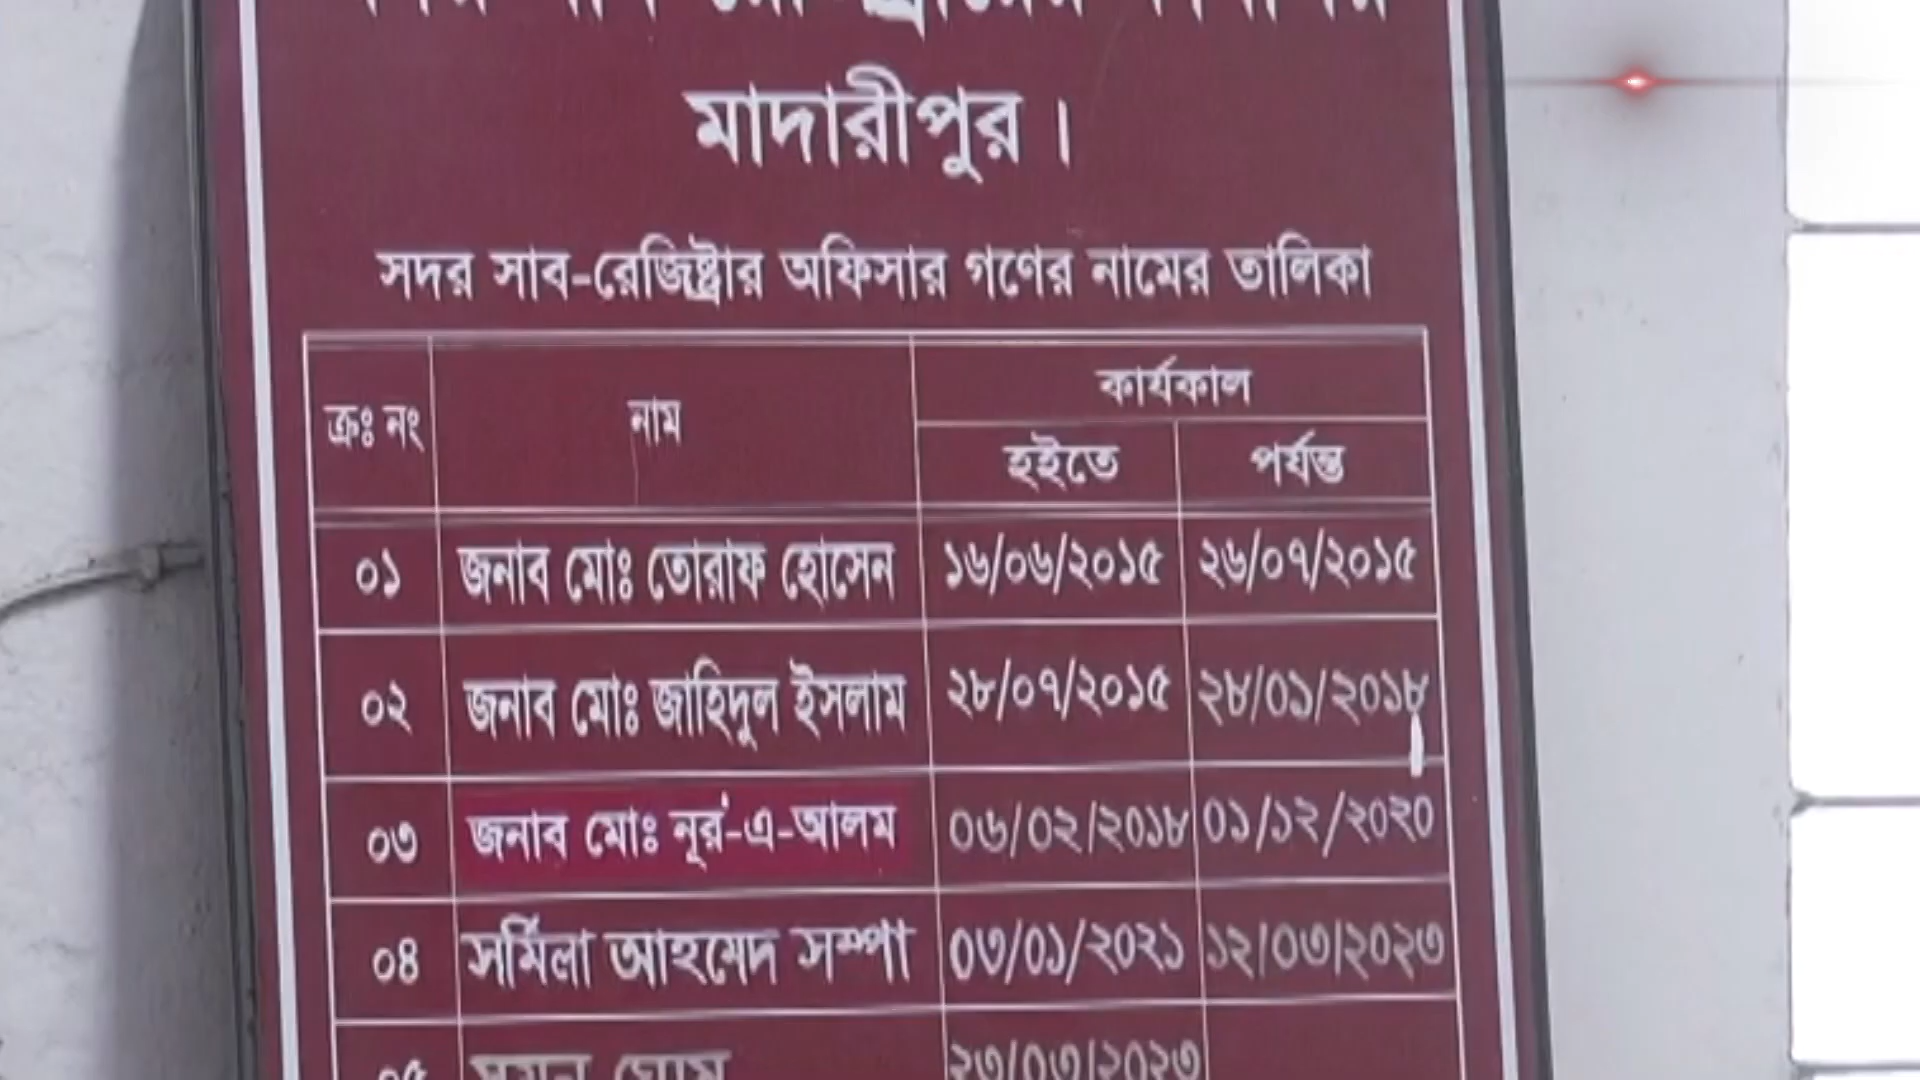 মাদারীপুর।
সদর সাব-রেজিষ্ট্রার অফিসার গণের নামের তালিকা
ক্রঃ নং নাম কার্যকাল
হইতে পর্যন্ত
০১ জনাব মোঃ তোরাফ হোসেন ১৬/০৬/২০১৫ ২৬/০৭/২০১৫
০২ জনাব মোঃ জাহিদুল ইসলাম ২৮/০৭/২০১৫ ২৮/০১/২০১৮
০৩ জনাব মোঃ নূর-এ-আলম ০৬/০২/২০১৮ ০১/১২/২০২০
০৪ সর্মিলা আহমেদ সম্পা ০৩/০১/২০২১ ১২/০৩/২০২৩
০৫ ২৩/০৩/২০২৩